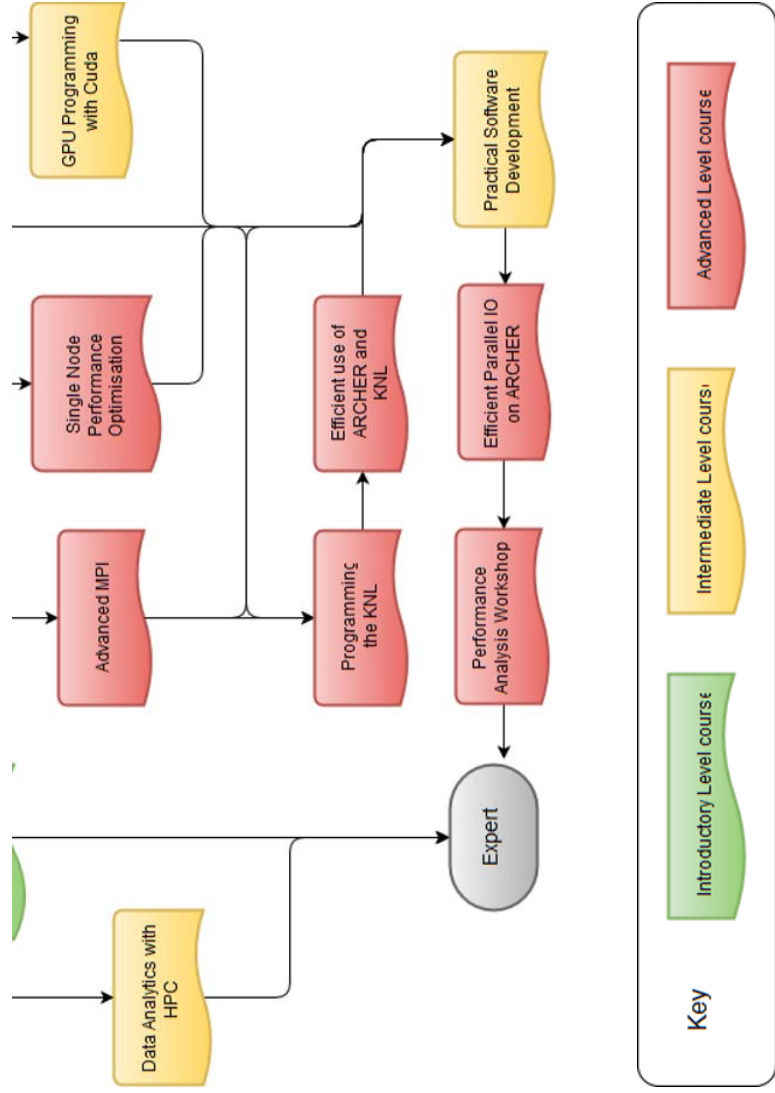 Data Analytics with
HPC
Advanced MPI
Single Node
Performance
Optimisation
GPU Programming
with Cuda
Programming
the KNL
Efficient use of
ARCHER and
KNL
Expert
Performance
Analysis Workshop
Efficient Parallel IO
on ARCHER
Practical Software
Development
Key
Introductory Level course
Intermediate Level cours
Advanced Level course